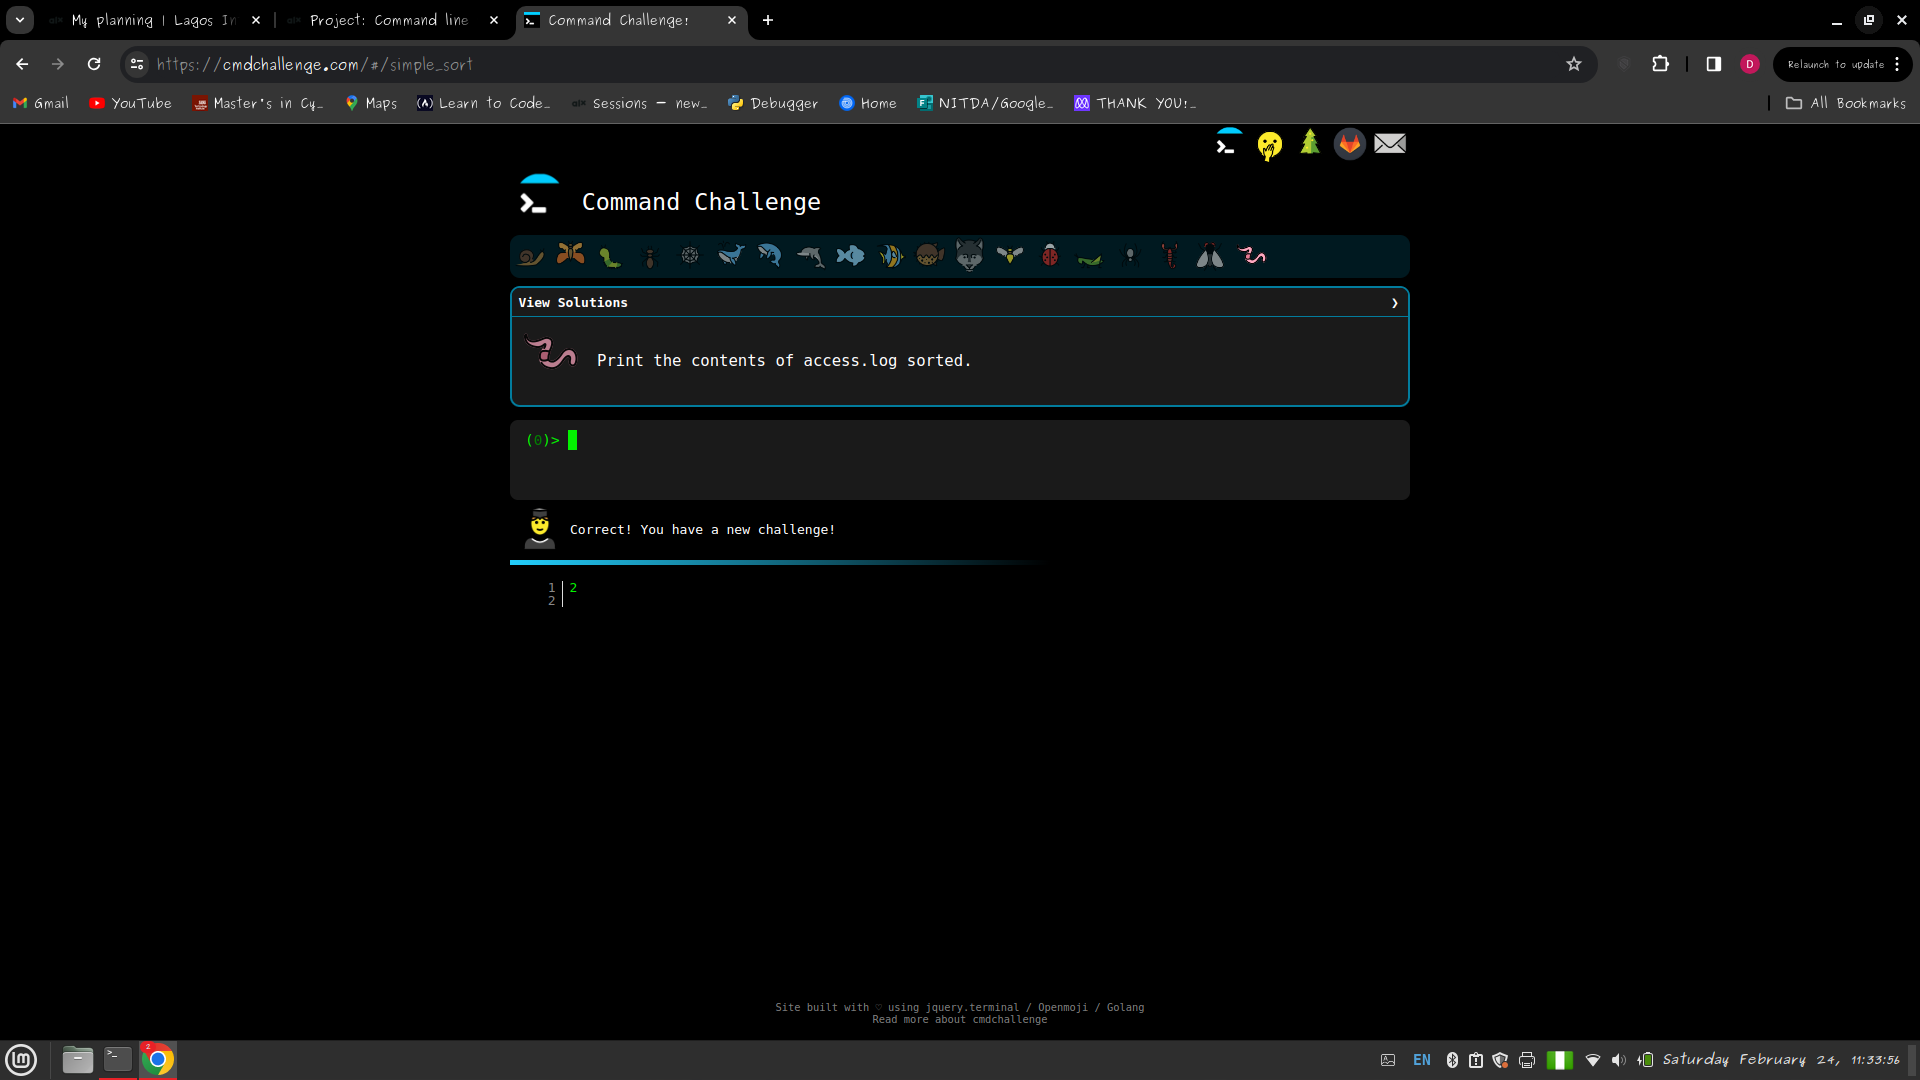 My planning | Lagos In
Project: Command line
Command Challenge!
https://cmdchallenge.com/#/simple_sort
Relaunch to update
Gmail
YouTube
Master's in Cy…
Maps
Learn to Code…
Sessions – new…
Debugger
Home
NITDA/Google…
THANK YOU!…
All Bookmarks
Command Challenge
View Solutions
Print the contents of access.log sorted.
(0)>
Correct! You have a new challenge!
1 2
2
Site built with ♡ using jquery.terminal / Openmoji / Golang
Read more about cmdchallenge
EN
Saturday February 24, 11:33:56